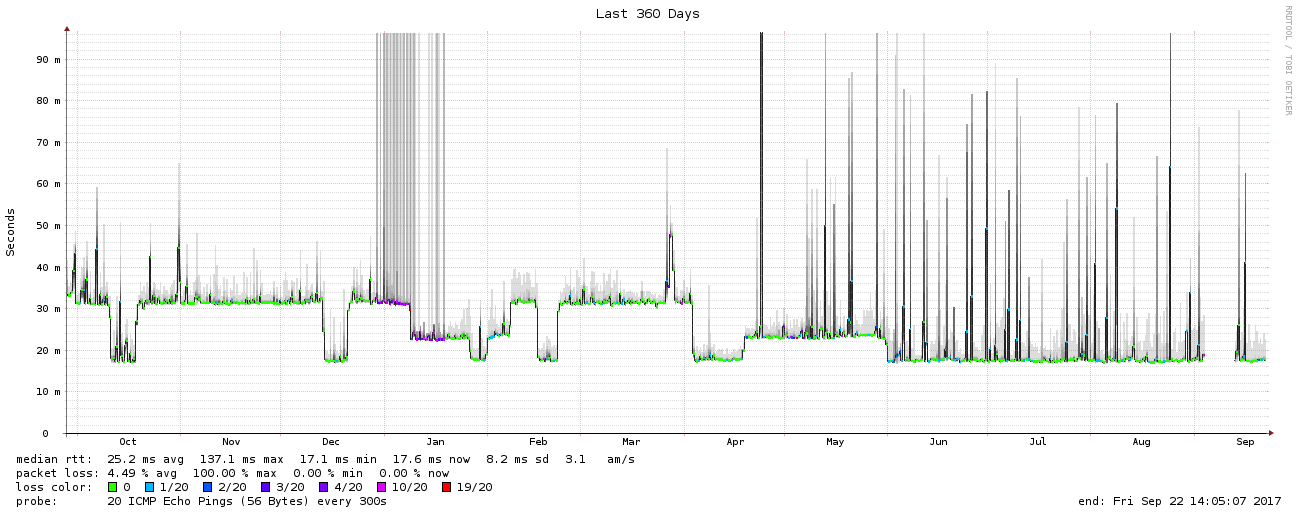 Last 360 Days
RRDTOOL / TOBI OETIKER
Seconds
90 m
80 m
70 m
60 m
50 m
40 m
30 m
20 m
10 m
0
Oct Nov Dec Jan Feb Mar Apr May Jun Jul Aug Sep
median rtt: 25.2 ms avg 137.1 ms max 17.1 ms min 17.6 ms now 8.2 ms sd 3.1 am/s
packet loss: 4.49 % avg 100.00 % max 0.00 % min 0.00 % now
loss color: 0 1/20 2/20 3/20 4/20 10/20 19/20
probe: 20 ICMP Echo Pings (56 Bytes) every 300s end: Fri Sep 22 14:05:07 2017